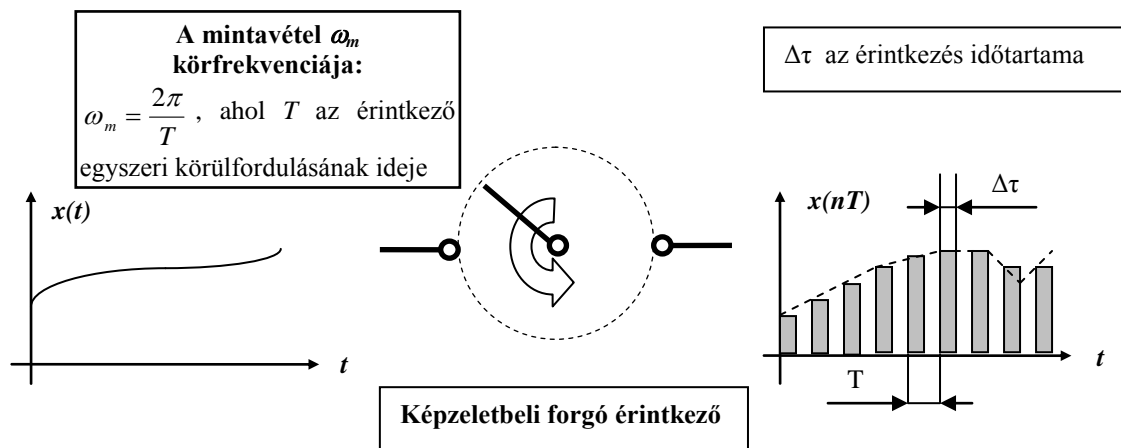 A mintavétel ωₘ
körfrekvenciája:
ωₘ = 2π/T , ahol T az érintkező
egyszeri körülfordulásának ideje
Δτ az érintkezés időtartama
x(t)
t
x(nT)
Δτ
t
T
Képzeletbeli forgó érintkező